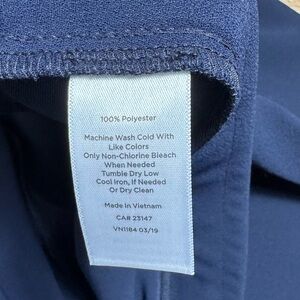 100% Polyester
Machine Wash Cold With
Like Colors
Only Non-Chlorine Bleach
When Needed
Tumble Dry Low
Cool Iron, If Needed
Or Dry Clean
Made in Vietnam
CA# 23147
VN1184 03/19